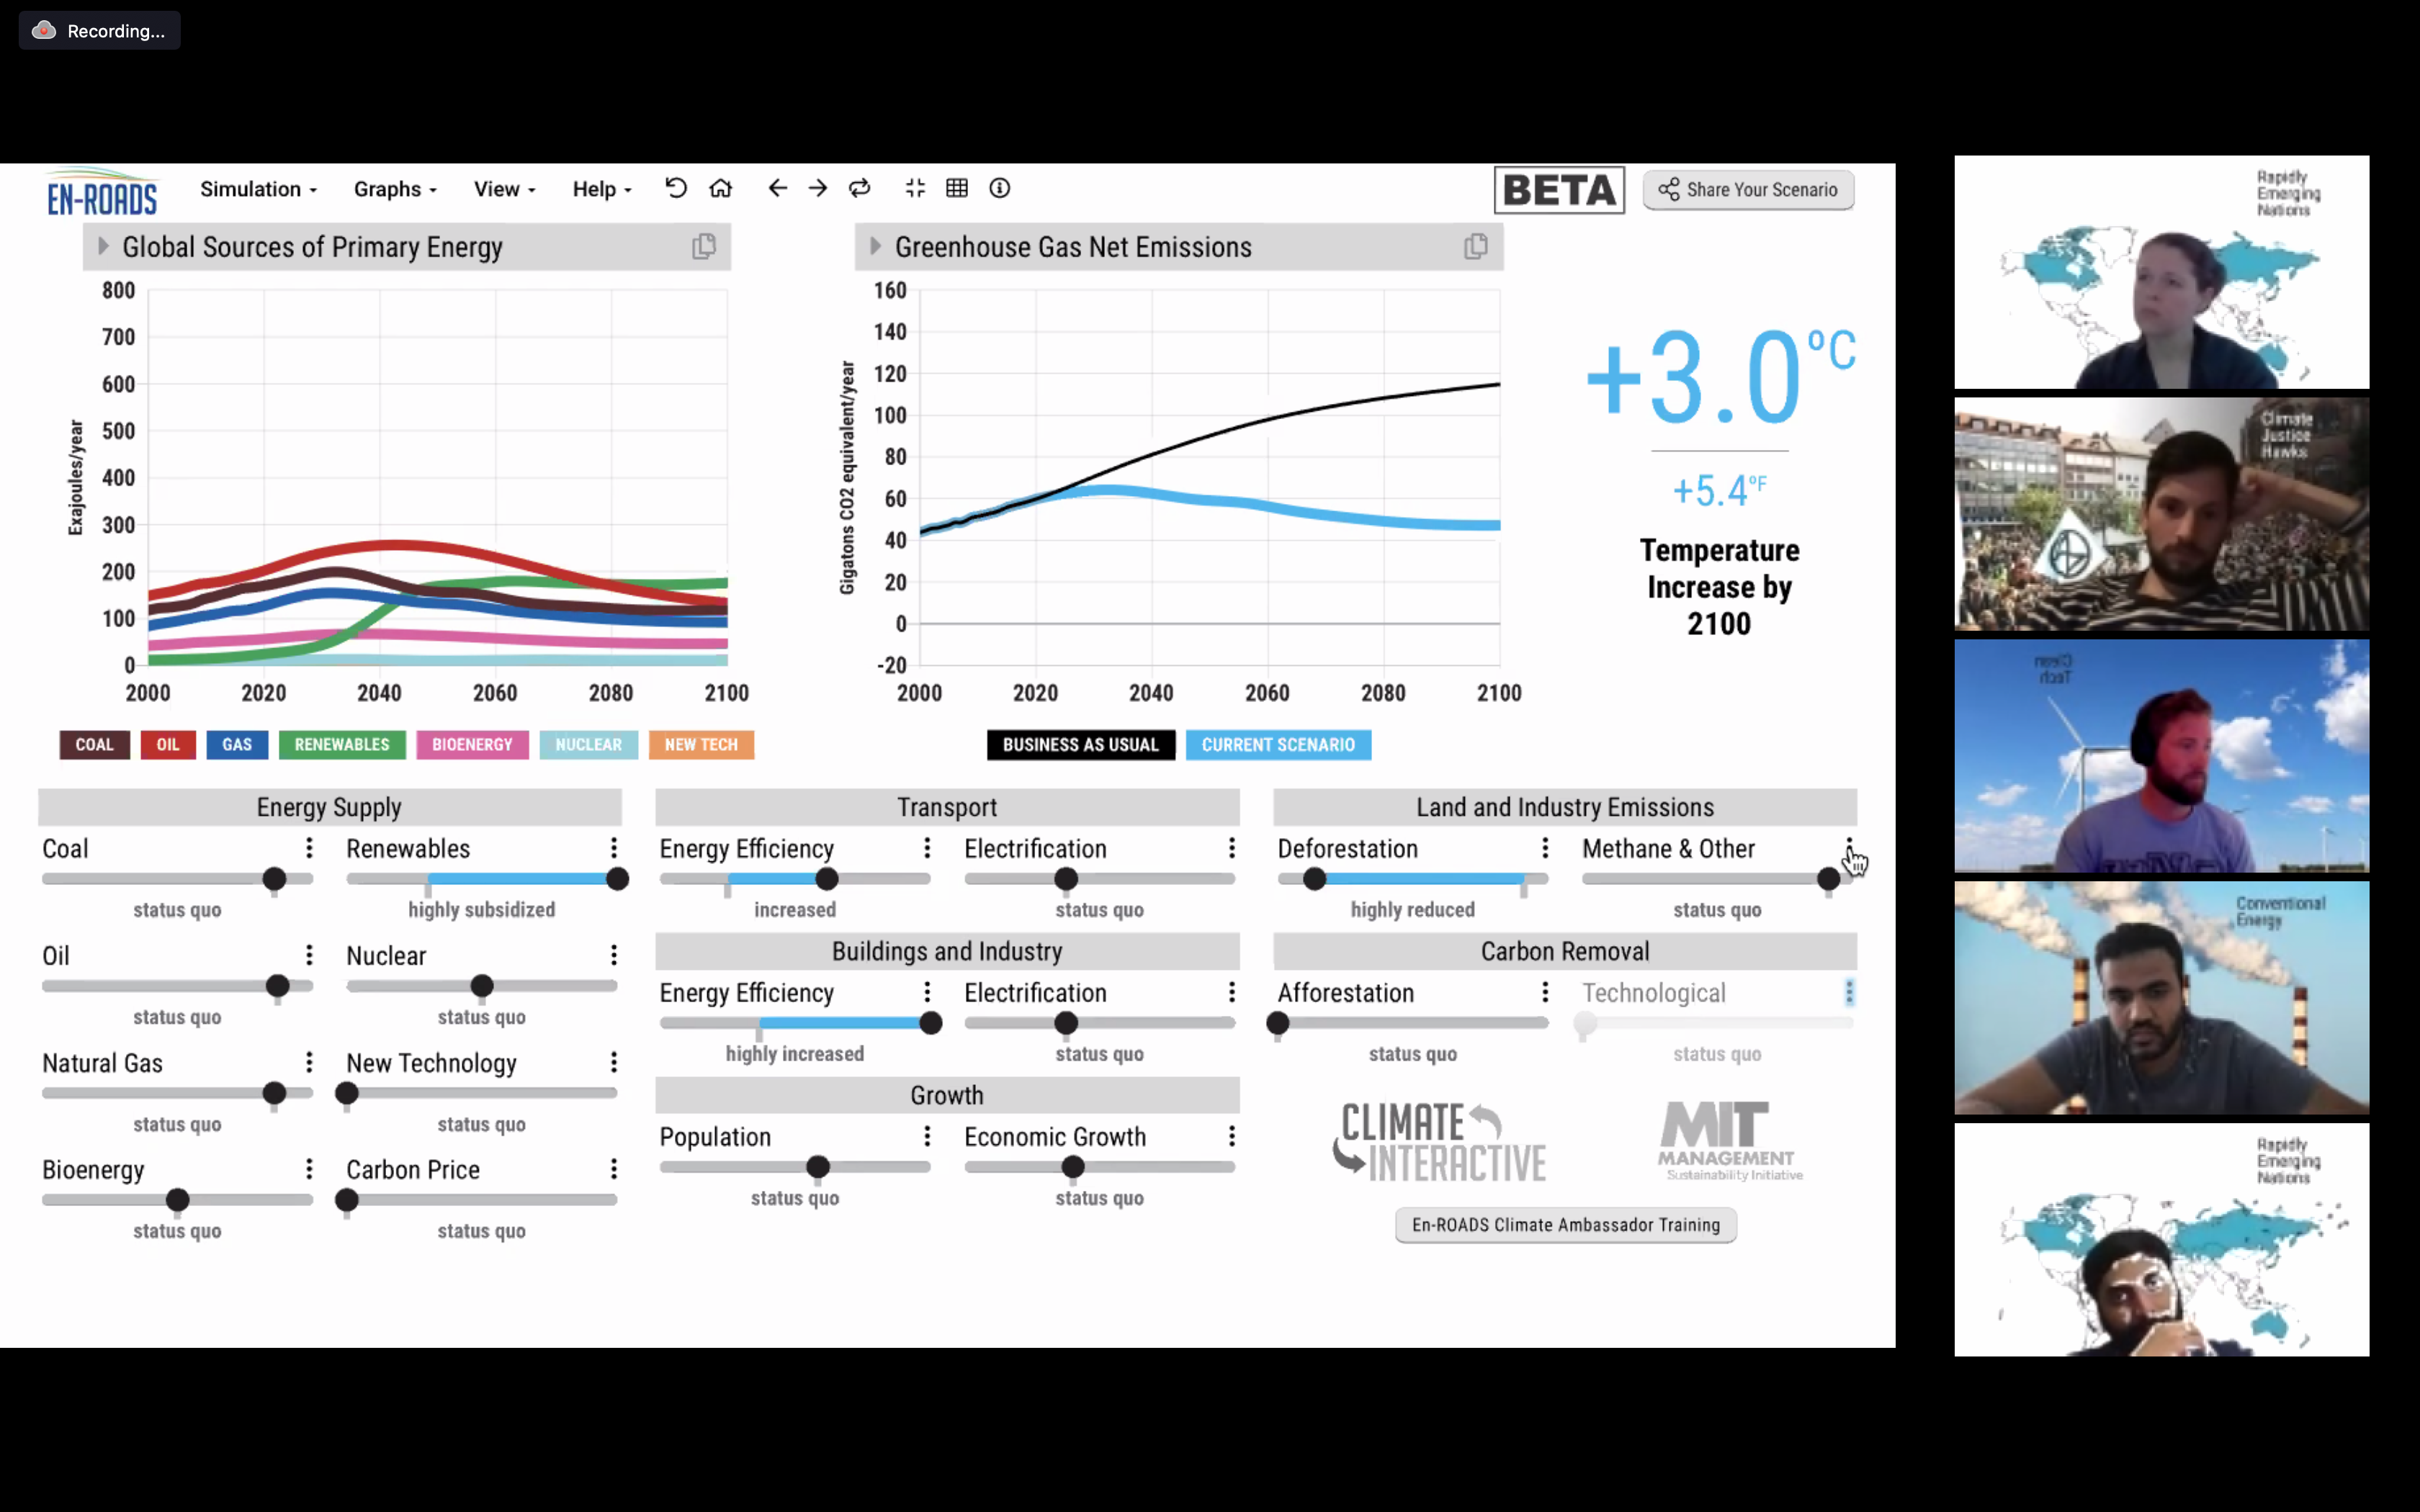 Recording...
EN-ROADS
Simulation
Graphs
View
Help
BETA
Share Your Scenario
Global Sources of Primary Energy
800
700
600
500
400
300
200
100
0
Exajoules/year
2000 2020 2040 2060 2080 2100
COAL OIL GAS RENEWABLES BIOENERGY NUCLEAR NEW TECH
Greenhouse Gas Net Emissions
160
140
120
100
80
60
40
20
0
-20
Gigatons CO2 equivalent/year
2000 2020 2040 2060 2080 2100
BUSINESS AS USUAL CURRENT SCENARIO
+3.0°C
+5.4°F
Temperature
Increase by
2100
Energy Supply
Coal
status quo
Renewables
highly subsidized
Oil
status quo
Nuclear
status quo
Natural Gas
status quo
New Technology
status quo
Bioenergy
status quo
Carbon Price
status quo
Transport
Energy Efficiency
increased
Electrification
status quo
Buildings and Industry
Energy Efficiency
highly increased
Electrification
status quo
Growth
Population
status quo
Economic Growth
status quo
Land and Industry Emissions
Deforestation
highly reduced
Methane & Other
status quo
Carbon Removal
Afforestation
status quo
Technological
status quo
CLIMATE
INTERACTIVE
MIT
MANAGEMENT
Sustainability Initiative
En-ROADS Climate Ambassador Training
Rapidly
Emerging
Nations
Climate
Justice
Hawks
Clean
Tech
Conventional
Energy
Rapidly
Emerging
Nations